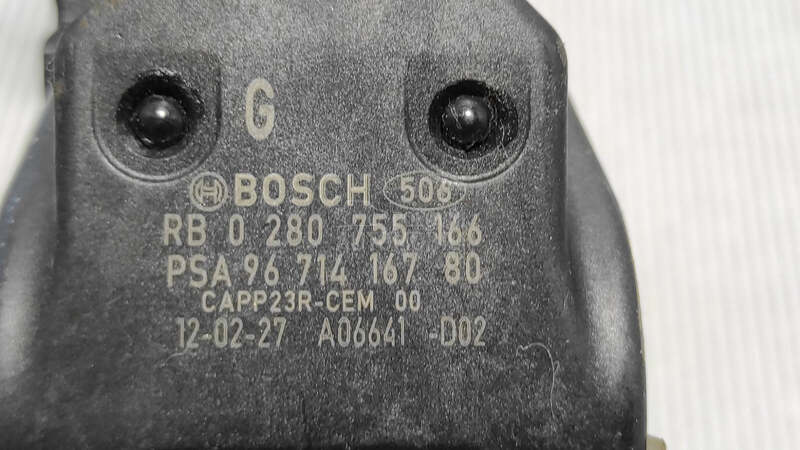 G
BOSCH 506
RB 0 280 755 166
PSA 96 714 167 80
CAPP23R-CEM 00
12-02-27 A06641 -D02